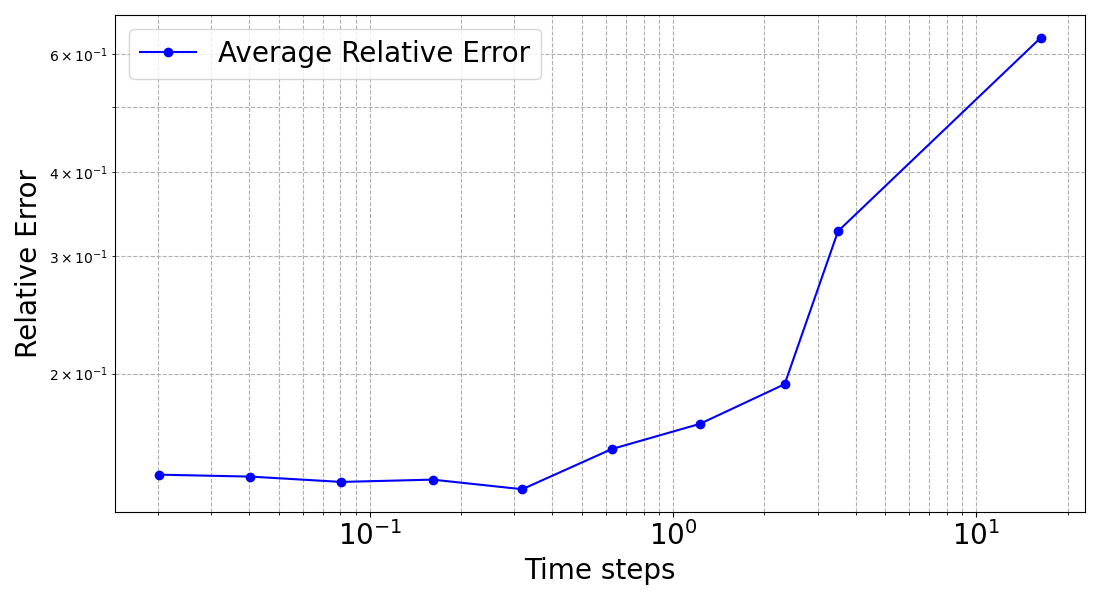 Average Relative Error
6 × 10⁻¹
4 × 10⁻¹
3 × 10⁻¹
2 × 10⁻¹
Relative Error
10⁻¹ 10⁰ 10¹
Time steps